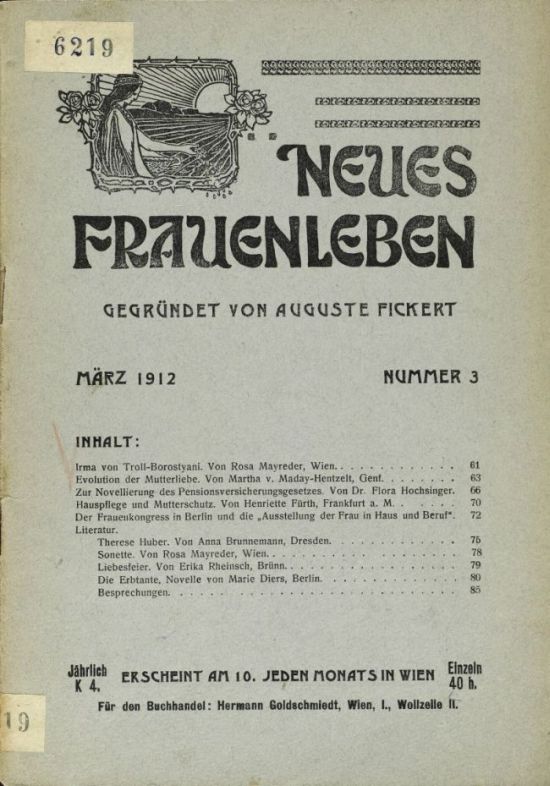 6219
NEUES
FRAUENLEBEN
GEGRÜNDET VON AUGUSTE FICKERT
MÄRZ 1912 NUMMER 3
INHALT:
Irma von Troll-Borostyani. Von Rosa Mayreder, Wien. . . . . . . . . . . . . 61
Evolution der Mutterliebe. Von Martha v. Maday-Hentzelt, Genf. . . . . . . . 63
Zur Novellierung des Pensionsversicherungsgesetzes. Von Dr. Flora Hochsinger. 66
Hauspflege und Mutterschutz. Von Henriette Fürth, Frankfurt a. M. . . . . . . 70
Der Frauenkongress in Berlin und die „Ausstellung der Frau in Haus und Beruf". 72
Literatur.
Therese Huber. Von Anna Brunnemann, Dresden. . . . . . . . . . . . . 75
Sonette. Von Rosa Mayreder, Wien. . . . . . . . . . . . . . . . . . . 78
Liebesfeier. Von Erika Rheinsch, Brünn. . . . . . . . . . . . . . . . . 79
Die Erbtante, Novelle von Marie Diers, Berlin. . . . . . . . . . . . . . 80
Besprechungen. . . . . . . . . . . . . . . . . . . . . . . . . . . . 85
Jährlich K 4. ERSCHEINT AM 10. JEDEN MONATS IN WIEN Einzeln 40 h.
Für den Buchhandel: Hermann Goldschmiedt, Wien, I., Wollzeile II.
19